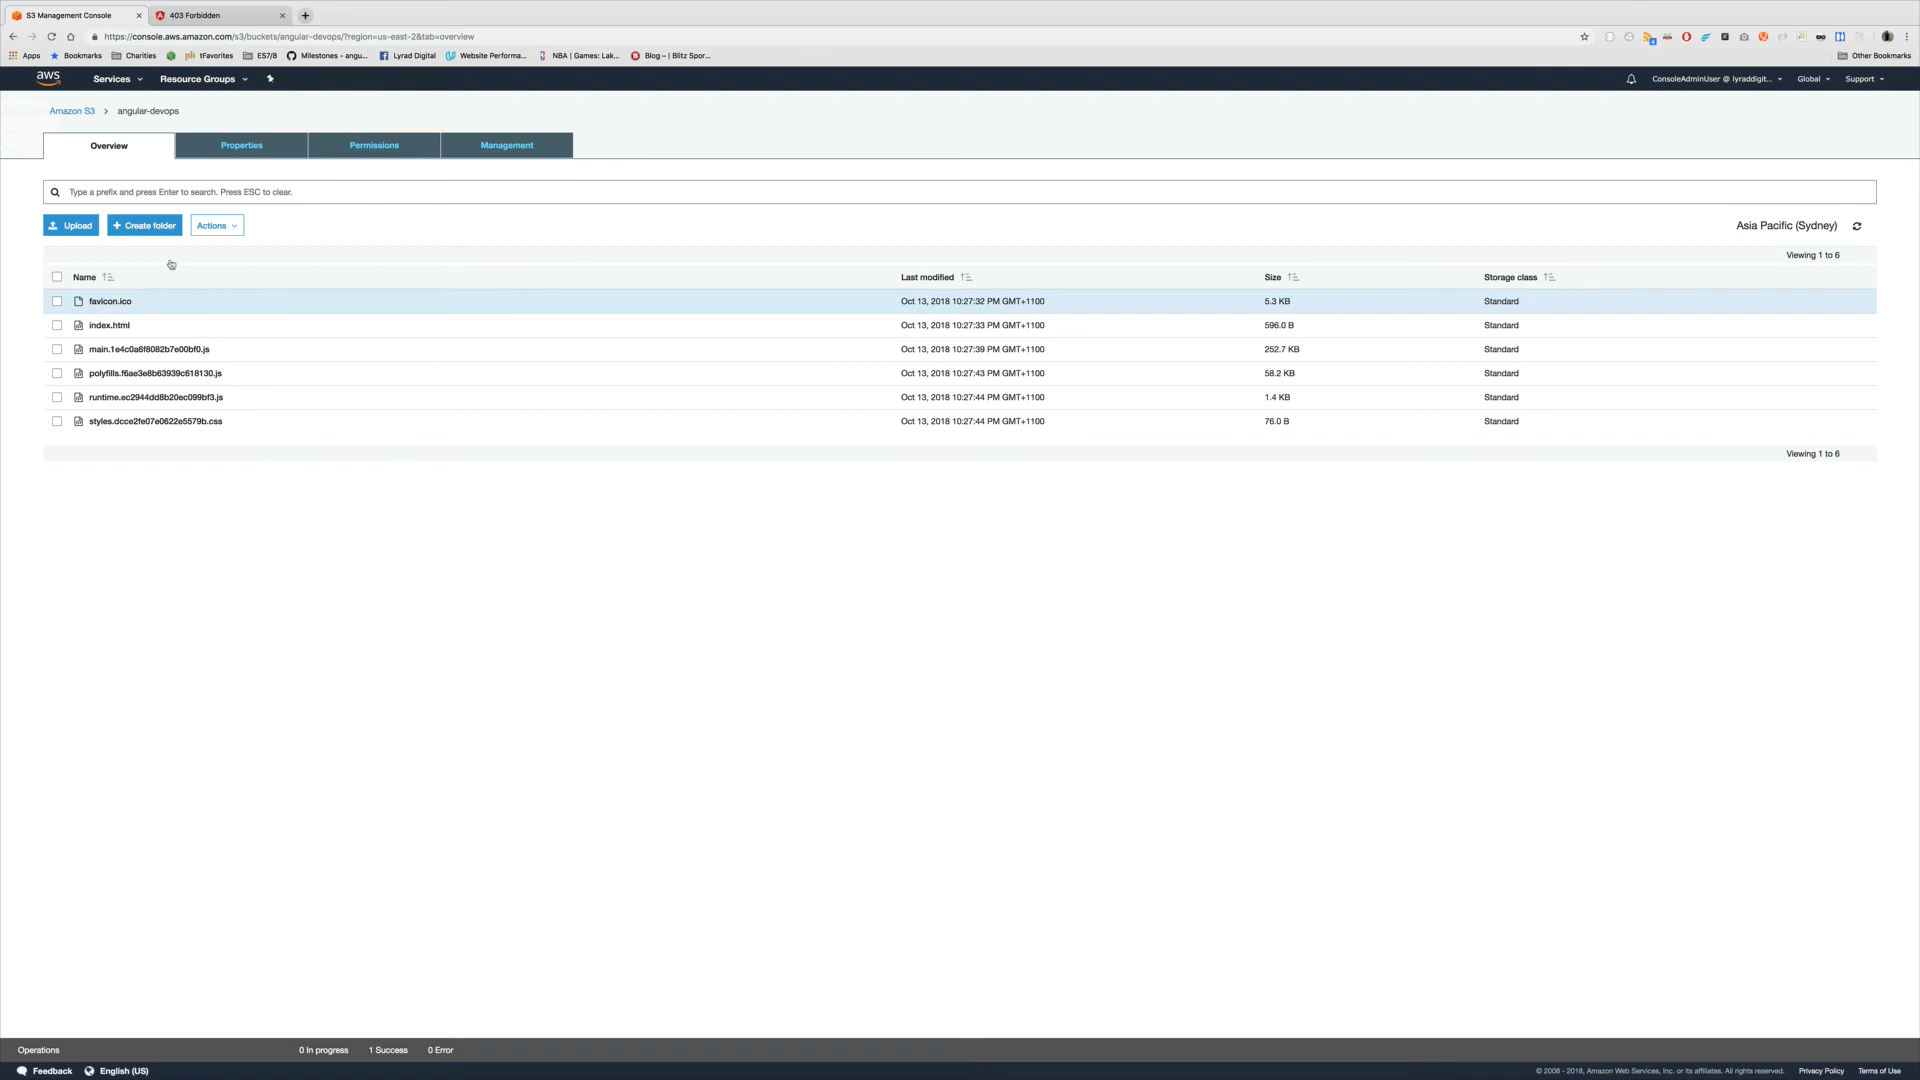 S3 Management Console
403 Forbidden
https://console.aws.amazon.com/s3/buckets/angular-devops/?region=us-east-2&tab=overview
Apps Bookmarks Charities tFavorites ES7/8 Milestones - angu... Lyrad Digital Website Performa... NBA | Games: Lak... Blog – | Blitz Spor... Other Bookmarks
aws Services Resource Groups ConsoleAdminUser @ lyraddigit... Global Support
Amazon S3 > angular-devops
Overview Properties Permissions Management
Type a prefix and press Enter to search. Press ESC to clear.
Upload + Create folder Actions Asia Pacific (Sydney)
Viewing 1 to 6
Name Last modified Size Storage class
favicon.ico Oct 13, 2018 10:27:32 PM GMT+1100 5.3 KB Standard
index.html Oct 13, 2018 10:27:33 PM GMT+1100 596.0 B Standard
main.1e4c0a6f8082b7e00bf0.js Oct 13, 2018 10:27:39 PM GMT+1100 252.7 KB Standard
polyfills.f6ae3e8b63939c618130.js Oct 13, 2018 10:27:43 PM GMT+1100 58.2 KB Standard
runtime.ec2944dd8b20ec099bf3.js Oct 13, 2018 10:27:44 PM GMT+1100 1.4 KB Standard
styles.dcce2fe07e0622e5579b.css Oct 13, 2018 10:27:44 PM GMT+1100 76.0 B Standard
Viewing 1 to 6
Operations 0 In progress 1 Success 0 Error
Feedback English (US) © 2008 - 2018, Amazon Web Services, Inc. or its affiliates. All rights reserved. Privacy Policy Terms of Use